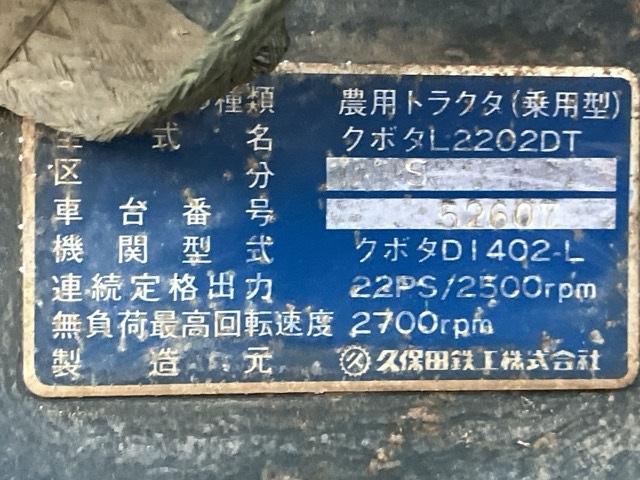 種類 農用トラクタ(乗用型)
型式名 クボタL2202DT
区分 S
車台番号 52607
機関型式 クボタD1402-L
連続定格出力 22PS/2500rpm
無負荷最高回転速度 2700rpm
製造元 久保田鉄工株式会社